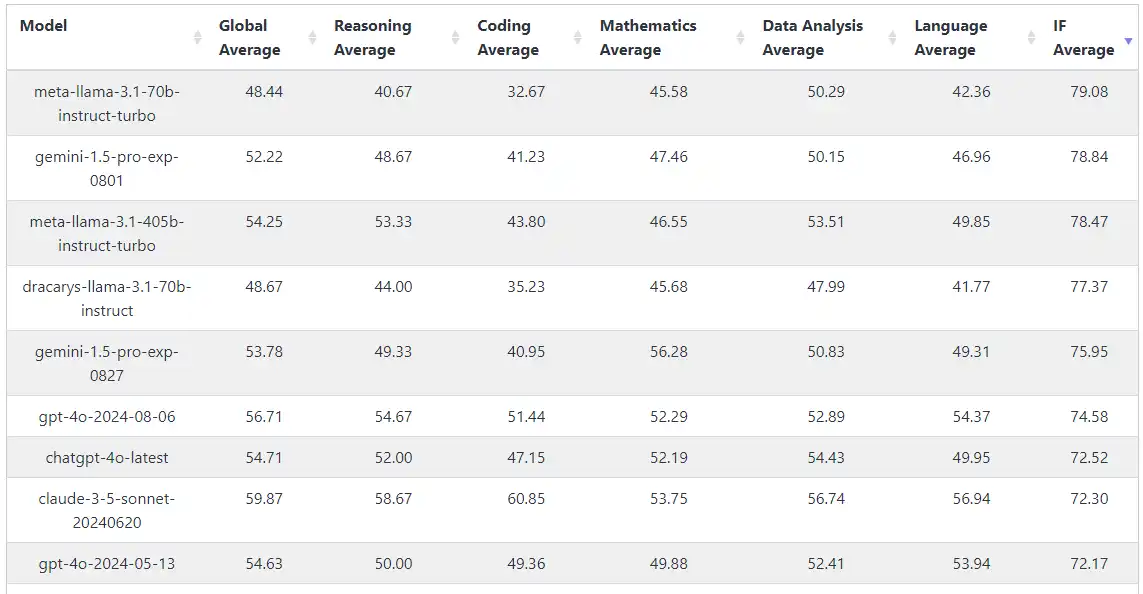 Model Global Average Reasoning Average Coding Average Mathematics Average Data Analysis Average Language Average IF Average
meta-llama-3.1-70b-instruct-turbo 48.44 40.67 32.67 45.58 50.29 42.36 79.08
gemini-1.5-pro-exp-0801 52.22 48.67 41.23 47.46 50.15 46.96 78.84
meta-llama-3.1-405b-instruct-turbo 54.25 53.33 43.80 46.55 53.51 49.85 78.47
dracarys-llama-3.1-70b-instruct 48.67 44.00 35.23 45.68 47.99 41.77 77.37
gemini-1.5-pro-exp-0827 53.78 49.33 40.95 56.28 50.83 49.31 75.95
gpt-4o-2024-08-06 56.71 54.67 51.44 52.29 52.89 54.37 74.58
chatgpt-4o-latest 54.71 52.00 47.15 52.19 54.43 49.95 72.52
claude-3-5-sonnet-20240620 59.87 58.67 60.85 53.75 56.74 56.94 72.30
gpt-4o-2024-05-13 54.63 50.00 49.36 49.88 52.41 53.94 72.17